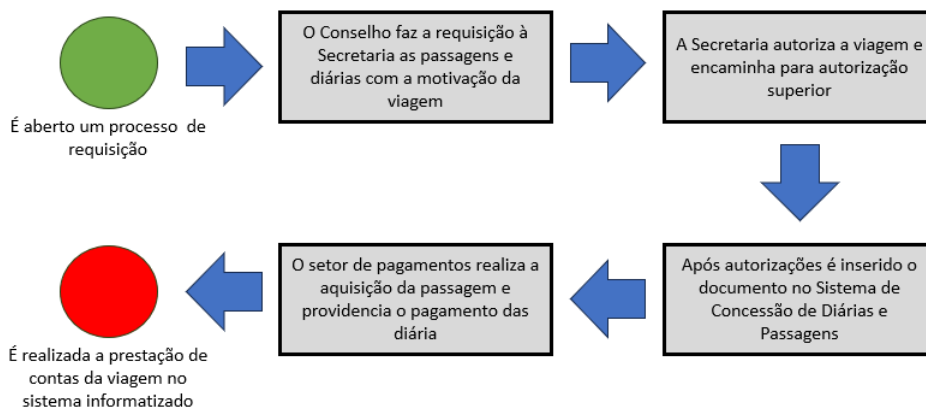 É aberto um processo de
requisição
O Conselho faz a requisição à
Secretaria as passagens e
diárias com a motivação da
viagem
A Secretaria autoriza a viagem e
encaminha para autorização
superior
Após autorizações é inserido o
documento no Sistema de
Concessão de Diárias e
Passagens
O setor de pagamentos realiza a
aquisição da passagem e
providencia o pagamento das
diária
É realizada a prestação de
contas da viagem no
sistema informatizado